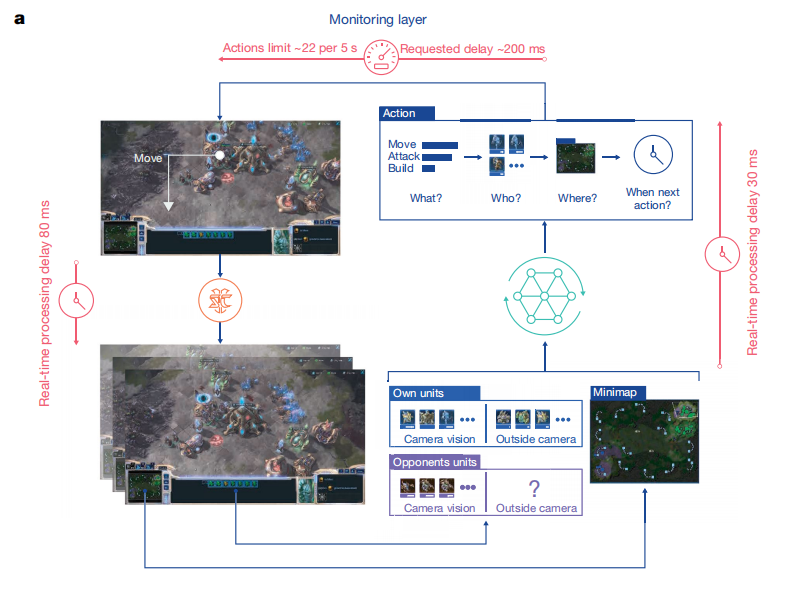 a
Monitoring layer
Actions limit ~22 per 5 s
Requested delay ~200 ms
Move
Real-time processing delay 80 ms
Action
Move
Attack
Build
What?
Who?
Where?
When next
action?
Real-time processing delay 30 ms
Own units
Camera vision
Outside camera
Opponents units
Camera vision
?
Outside camera
Minimap